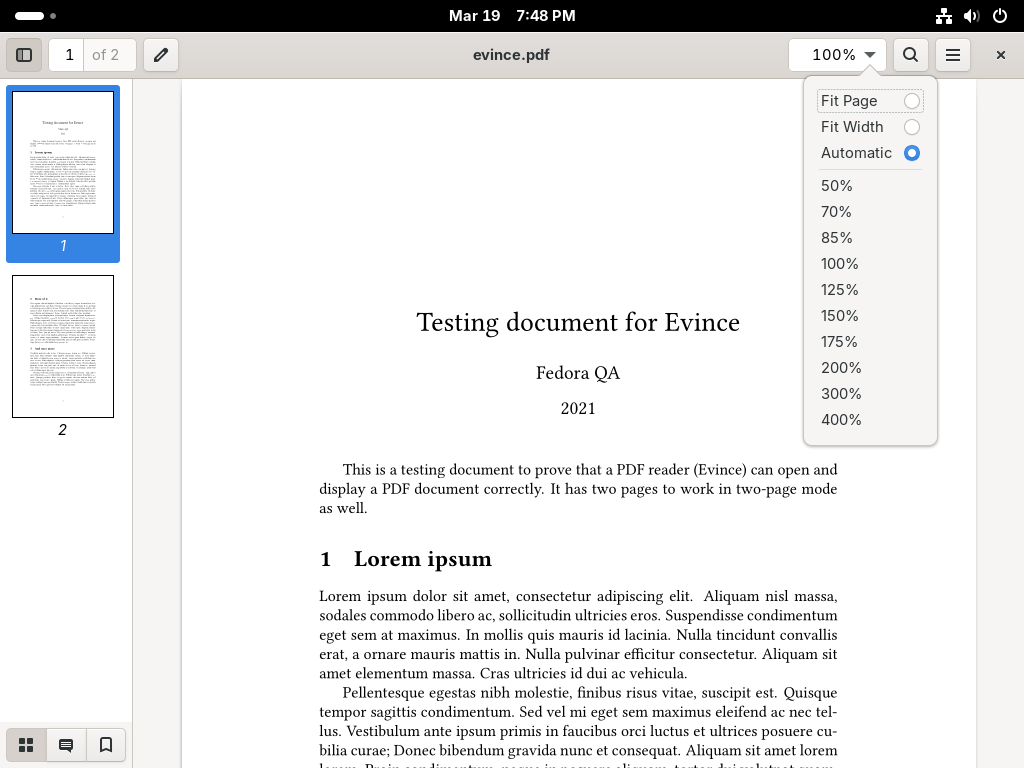 Mar 19 7:48 PM
1 of 2
evince.pdf
100%
Fit Page
Fit Width
Automatic
50%
70%
85%
100%
125%
150%
175%
200%
300%
400%
1
2
Testing document for Evince
Fedora QA
2021
This is a testing document to prove that a PDF reader (Evince) can open and
display a PDF document correctly. It has two pages to work in two-page mode
as well.
1 Lorem ipsum
Lorem ipsum dolor sit amet, consectetur adipiscing elit. Aliquam nisl massa,
sodales commodo libero ac, sollicitudin ultricies eros. Suspendisse condimentum
eget sem at maximus. In mollis quis mauris id lacinia. Nulla tincidunt convallis
erat, a ornare mauris mattis in. Nulla pulvinar efficitur consectetur. Aliquam sit
amet elementum massa. Cras ultricies id dui ac vehicula.
Pellentesque egestas nibh molestie, finibus risus vitae, suscipit est. Quisque
tempor sagittis condimentum. Sed vel mi eget sem maximus eleifend ac nec tel-
lus. Vestibulum ante ipsum primis in faucibus orci luctus et ultrices posuere cu-
bilia curae; Donec bibendum gravida nunc et consequat. Aliquam sit amet lorem